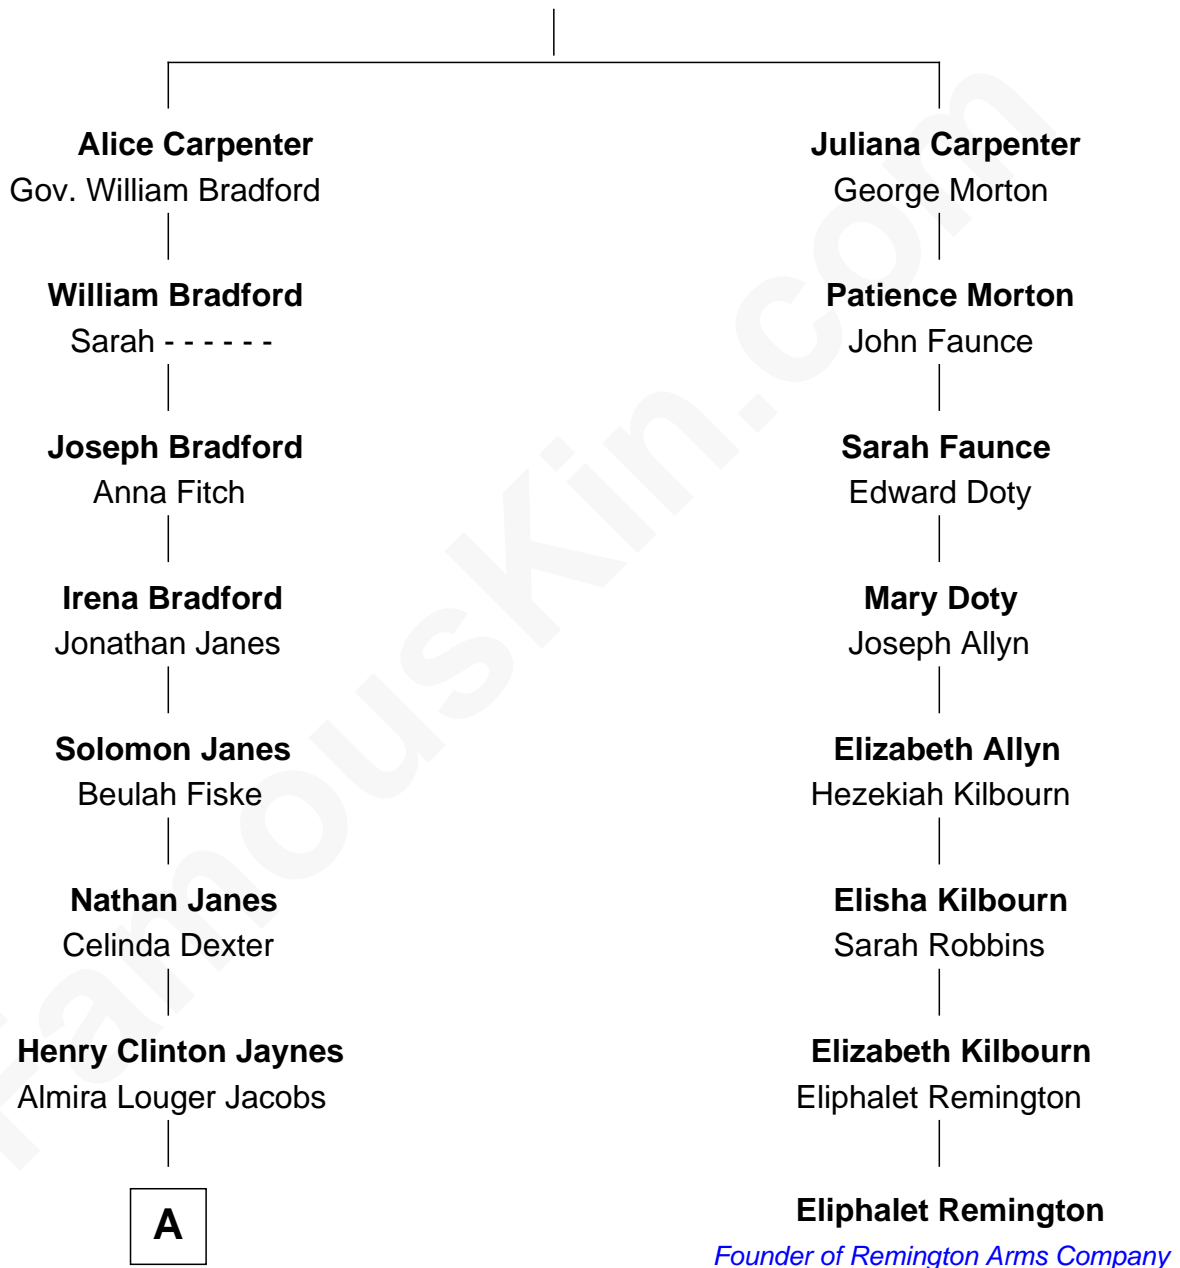 Alice Carpenter
Gov. William Bradford
William Bradford
Sarah - - - - - -
Joseph Bradford
Anna Fitch
Irena Bradford
Jonathan Janes
Solomon Janes
Beulah Fiske
Nathan Janes
Celinda Dexter
Henry Clinton Jaynes
Almira Louger Jacobs
A
Juliana Carpenter
George Morton
Patience Morton
John Faunce
Sarah Faunce
Edward Doty
Mary Doty
Joseph Allyn
Elizabeth Allyn
Hezekiah Kilbourn
Elisha Kilbourn
Sarah Robbins
Elizabeth Kilbourn
Eliphalet Remington
Eliphalet Remington
Founder of Remington Arms Company
FamousKin.com